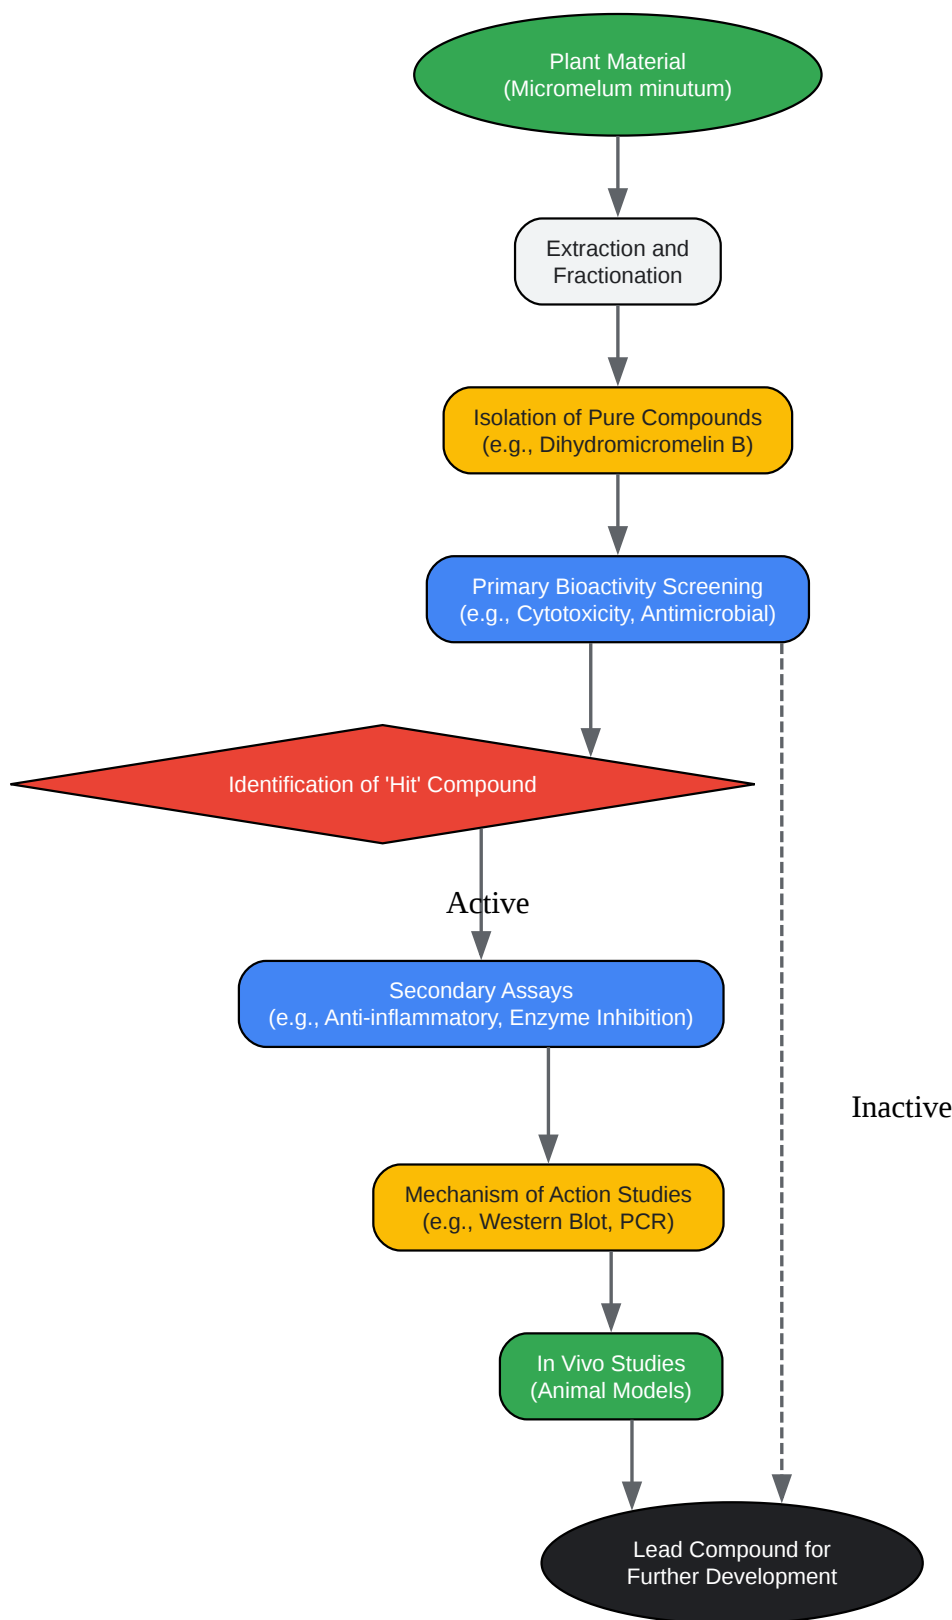 Plant Material
(Micromelum minutum)
Extraction and
Fractionation
Isolation of Pure Compounds
(e.g., Dihydromicromelin B)
Primary Bioactivity Screening
(e.g., Cytotoxicity, Antimicrobial)
Identification of 'Hit' Compound
Active
Secondary Assays
(e.g., Anti-inflammatory, Enzyme Inhibition)
Inactive
Mechanism of Action Studies
(e.g., Western Blot, PCR)
In Vivo Studies
(Animal Models)
Lead Compound for
Further Development